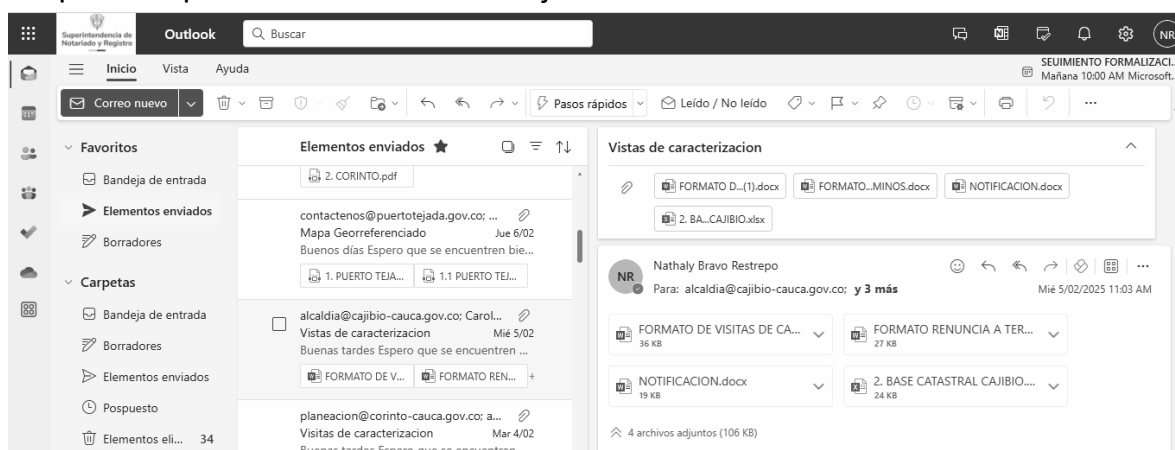 Superintendencia de
Notariado y Registro
Outlook
Buscar
NR
Inicio Vista Ayuda
SEUIMIENTO FORMALIZACI...
Mañana 10:00 AM Microsoft...
Correo nuevo
Pasos rápidos
Leído / No leído
Favoritos
Bandeja de entrada
Elementos enviados
Borradores
Carpetas
Bandeja de entrada
Borradores
Elementos enviados
Pospuesto
Elementos eli... 34
Elementos enviados
2. CORINTO.pdf
contactenos@puertotejada.gov.co; ...
Mapa Georreferenciado Jue 6/02
Buenos días Espero que se encuentren bie...
1. PUERTO TEJA... 1.1 PUERTO TEJ...
alcaldia@cajibio-cauca.gov.co; Carol...
Vistas de caracterizacion Mié 5/02
Buenas tardes Espero que se encuentren ...
FORMATO DE V... FORMATO REN... +
planeacion@corinto-cauca.gov.co; a...
Visitas de caracterizacion Mar 4/02
Buenas tardes Espero que se encuentren
Vistas de caracterizacion
FORMATO D...(1).docx FORMATO...MINOS.docx NOTIFICACION.docx
2. BA...CAJIBIO.xlsx
NR
Nathaly Bravo Restrepo
Para: alcaldia@cajibio-cauca.gov.co; y 3 más
Mié 5/02/2025 11:03 AM
FORMATO DE VISITAS DE CA...
36 KB
FORMATO RENUNCIA A TER...
27 KB
NOTIFICACION.docx
19 KB
2. BASE CATASTRAL CAJIBIO....
24 KB
4 archivos adjuntos (106 KB)